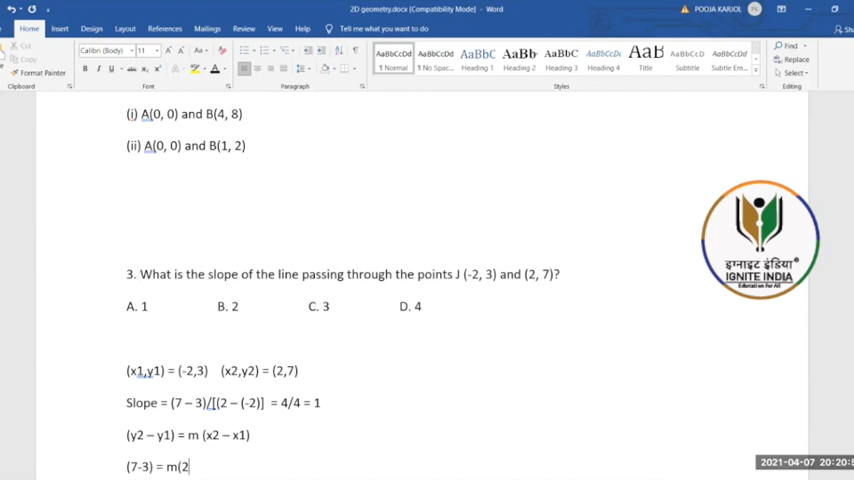 2D geometry.docx [Compatibility Mode] - Word
POOJA KARJOL PK
Home Insert Design Layout References Mailings Review View Help Tell me what you want to do
Cut
Copy
Format Painter
Clipboard
Calibri (Body) 11
Font
Paragraph
AaBbCcDd AaBbCcDd AaBbC AaBb AaBbC AaBbCcDd AaB AaBbCcD AaBbCcDd
1 Normal 1 No Spac... Heading 1 Heading 2 Heading 3 Heading 4 Title Subtitle Subtle Em...
Styles
Find
Replace
Select
Editing
(i) A(0, 0) and B(4, 8)
(ii) A(0, 0) and B(1, 2)
इग्नाइट इंडिया
IGNITE INDIA
Education for All
3. What is the slope of the line passing through the points J (-2, 3) and (2, 7)?
A. 1 B. 2 C. 3 D. 4
(x1,y1) = (-2,3) (x2,y2) = (2,7)
Slope = (7 – 3)/[(2 – (-2)] = 4/4 = 1
(y2 – y1) = m (x2 – x1)
(7-3) = m(2
2021-04-07 20:20:5